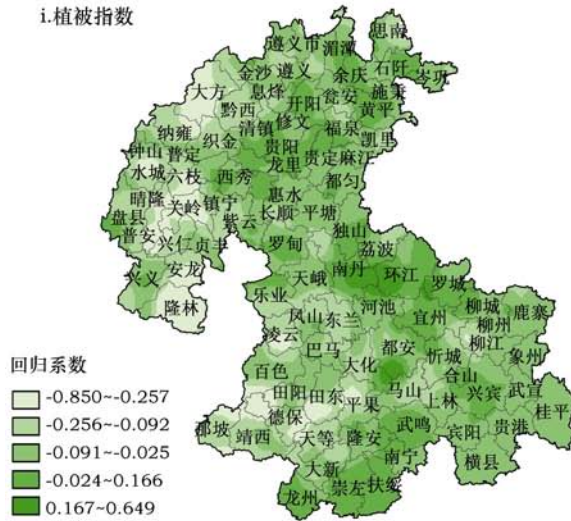 i.植被指数
思南
遵义市 湄潭
金沙 遵义 余庆 石阡 岑巩
大方 息烽 开阳 瓮安 施秉
黔西 黄平
纳雍 织金 清镇 修文 福泉 凯里
钟山 普定 贵阳 贵定 麻江
水城 六枝 西秀 龙里 都匀
晴隆 关岭 镇宁 惠水
盘县 紫云 长顺 平塘
普安 兴仁 贞丰 罗甸 独山 荔波
兴义 安龙 天峨 南丹 环江 罗城
隆林 乐业 河池 宜州 柳城 鹿寨
凤山 东兰 柳州
凌云 巴马 都安 忻城 柳江 象州
百色 大化 合山
田阳 田东 平果 马山 上林 兴宾 武宣
那坡 德保 桂平
靖西 天等 隆安 武鸣 宾阳 贵港
大新 南宁 横县
龙州 崇左 扶绥
回归系数
-0.850~-0.257
-0.256~-0.092
-0.091~-0.025
-0.024~0.166
0.167~0.649